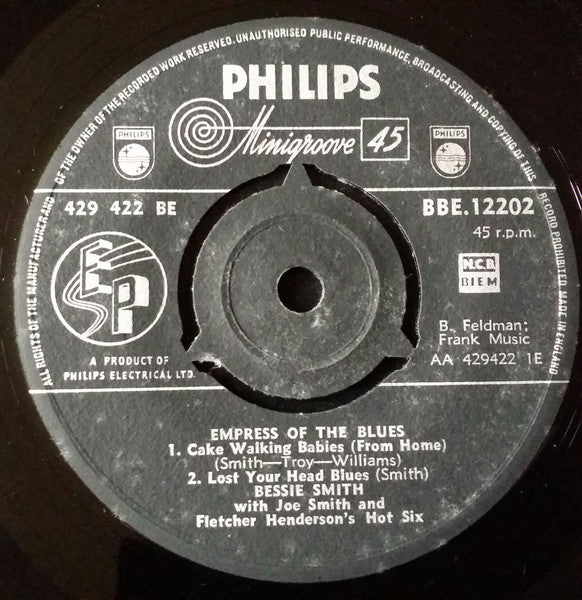 ALL RIGHTS OF THE MANUFACTURER AND OF THE OWNER OF THE RECORDED WORK RESERVED. UNAUTHORISED PUBLIC PERFORMANCE, BROADCASTING AND COPYING OF THIS RECORD PROHIBITED. MADE IN ENGLAND
PHILIPS
Minigroove 45
PHILIPS
PHILIPS
429 422 BE
BBE.12202
45 r.p.m.
EP
N.C.B.
BIEM
B. Feldman;
Frank Music
AA 429422 1E
A PRODUCT OF
PHILIPS ELECTRICAL LTD.
EMPRESS OF THE BLUES
1. Cake Walking Babies (From Home)
(Smith—Troy—Williams)
2. Lost Your Head Blues (Smith)
BESSIE SMITH
with Joe Smith and
Fletcher Henderson's Hot Six